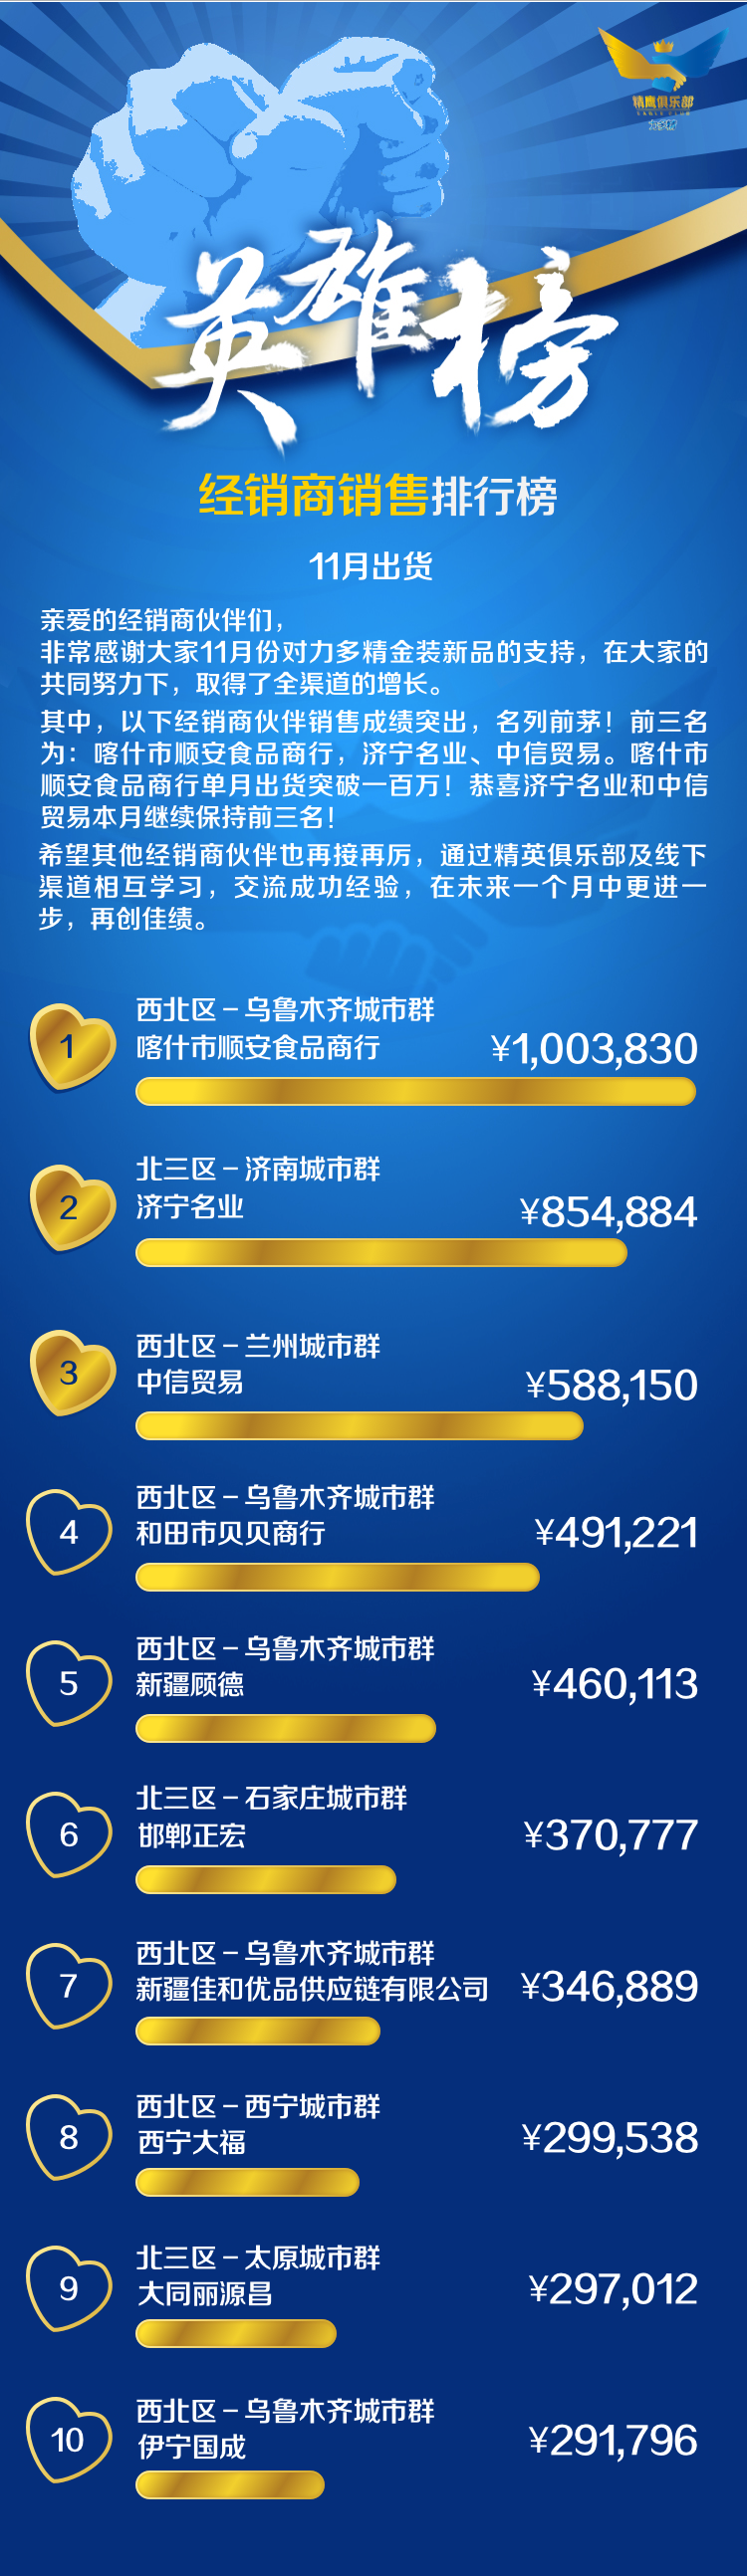 精鹰俱乐部
EAGLE CLUB
力多精
英雄榜
经销商销售排行榜
11月出货
亲爱的经销商伙伴们，
非常感谢大家11月份对力多精金装新品的支持，在大家的
共同努力下，取得了全渠道的增长。
其中，以下经销商伙伴销售成绩突出，名列前茅！前三名
为：喀什市顺安食品商行，济宁名业、中信贸易。喀什市
顺安食品商行单月出货突破一百万！恭喜济宁名业和中信
贸易本月继续保持前三名！
希望其他经销商伙伴也再接再厉，通过精英俱乐部及线下
渠道相互学习，交流成功经验，在未来一个月中更进一
步，再创佳绩。
西北区－乌鲁木齐城市群
1 喀什市顺安食品商行 ¥1,003,830
北三区－济南城市群
2 济宁名业 ¥854,884
西北区－兰州城市群
3 中信贸易 ¥588,150
西北区－乌鲁木齐城市群
4 和田市贝贝商行 ¥491,221
西北区－乌鲁木齐城市群
5 新疆顾德 ¥460,113
北三区－石家庄城市群
6 邯郸正宏 ¥370,777
西北区－乌鲁木齐城市群
7 新疆佳和优品供应链有限公司 ¥346,889
西北区－西宁城市群
8 西宁大福 ¥299,538
北三区－太原城市群
9 大同丽源昌 ¥297,012
西北区－乌鲁木齐城市群
10 伊宁国成 ¥291,796